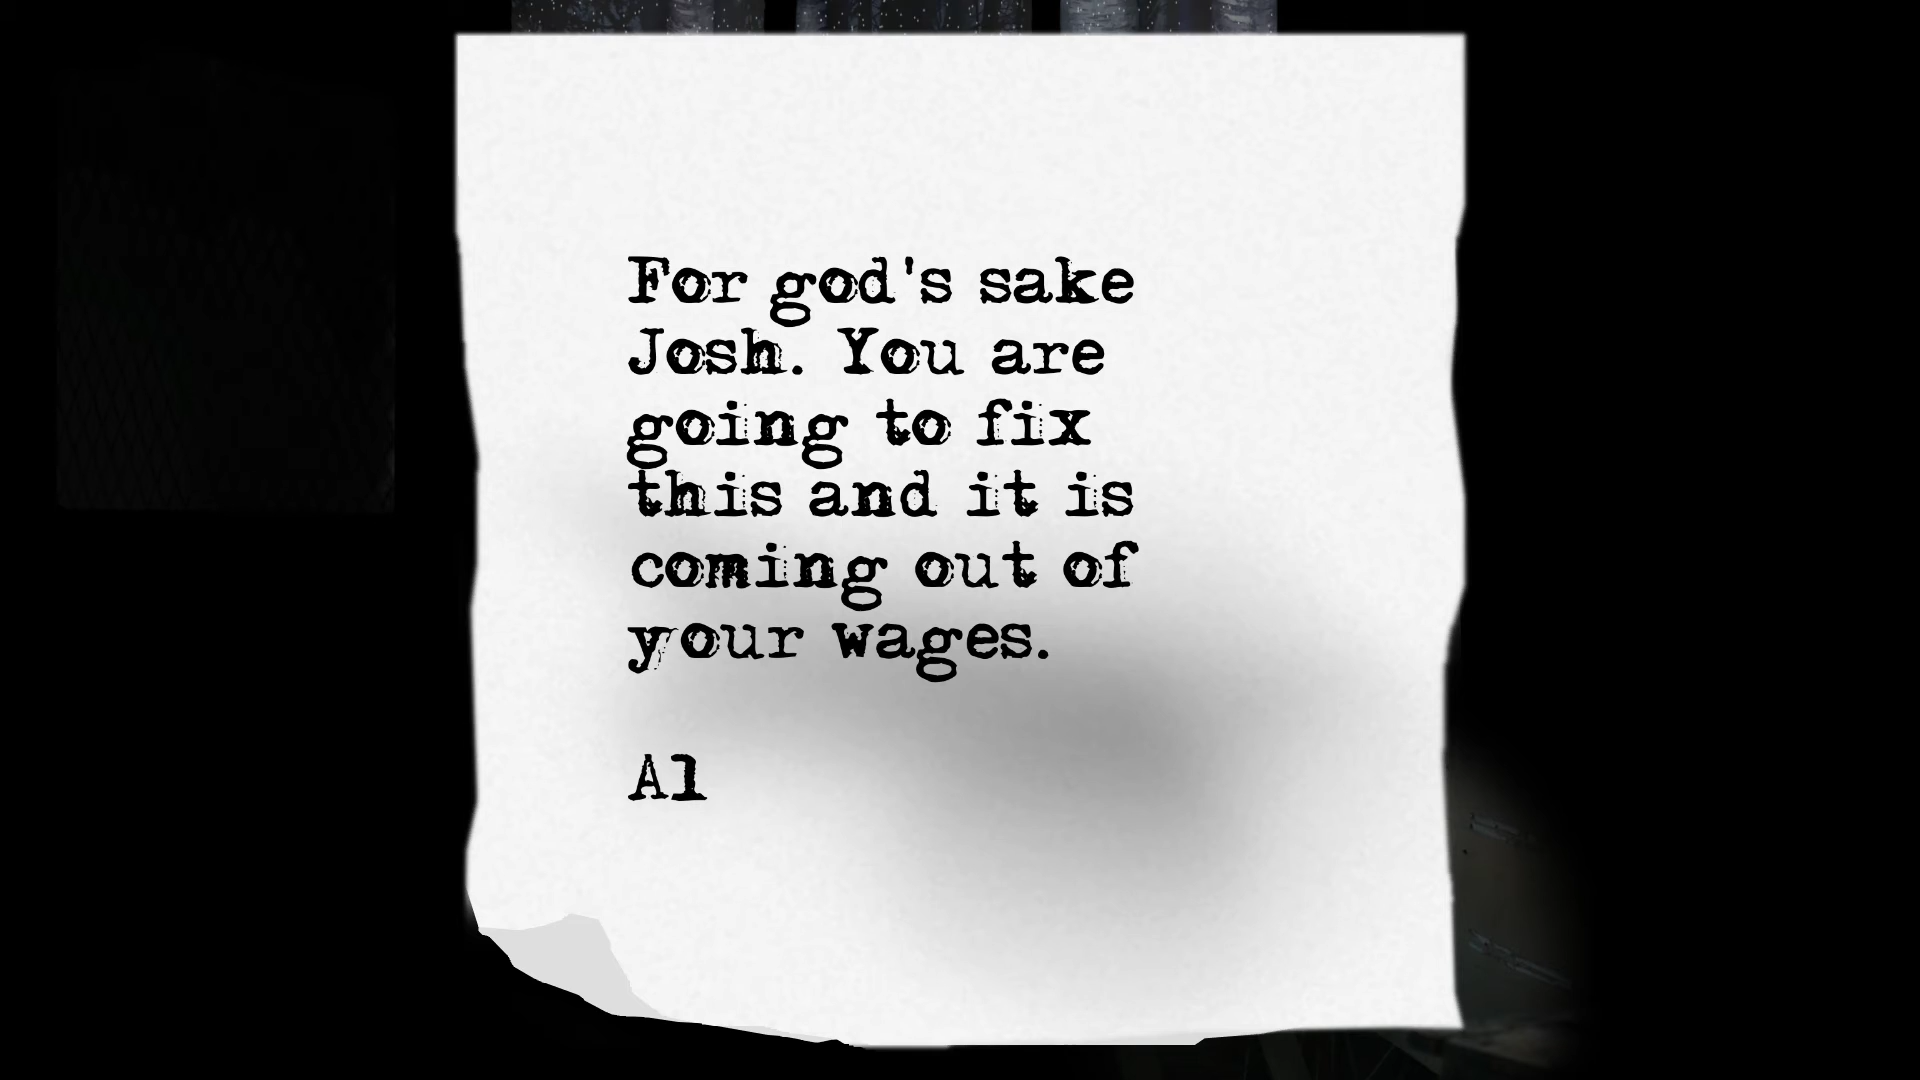 For god's sake
Josh. You are
going to fix
this and it is
coming out of
your wages.
Al